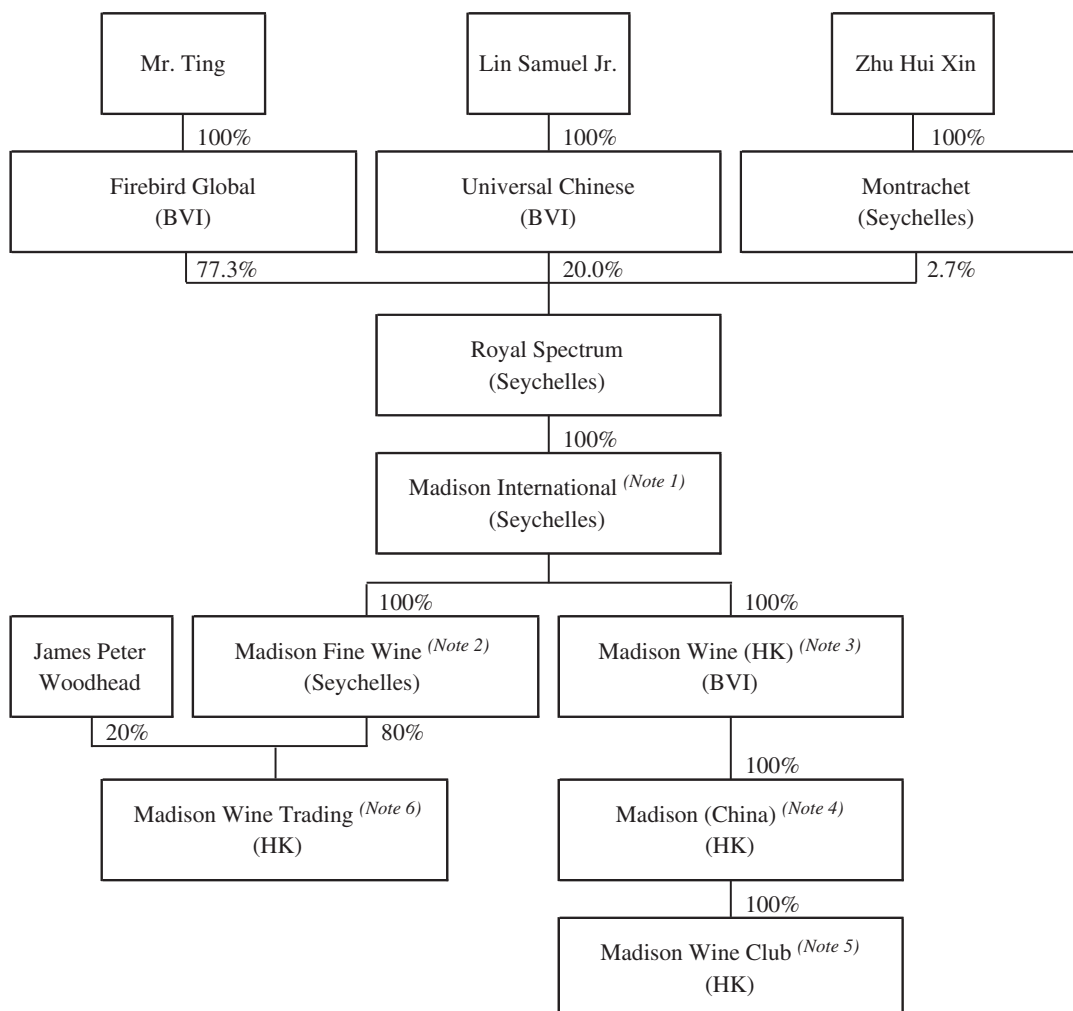 Mr. Ting
Lin Samuel Jr.
Zhu Hui Xin
100%
100%
100%
Firebird Global
(BVI)
Universal Chinese
(BVI)
Montrachet
(Seychelles)
77.3%
20.0%
2.7%
Royal Spectrum
(Seychelles)
100%
Madison International (Note 1)
(Seychelles)
100%
100%
James Peter
Woodhead
Madison Fine Wine (Note 2)
(Seychelles)
Madison Wine (HK) (Note 3)
(BVI)
20%
80%
100%
Madison Wine Trading (Note 6)
(HK)
Madison (China) (Note 4)
(HK)
100%
Madison Wine Club (Note 5)
(HK)